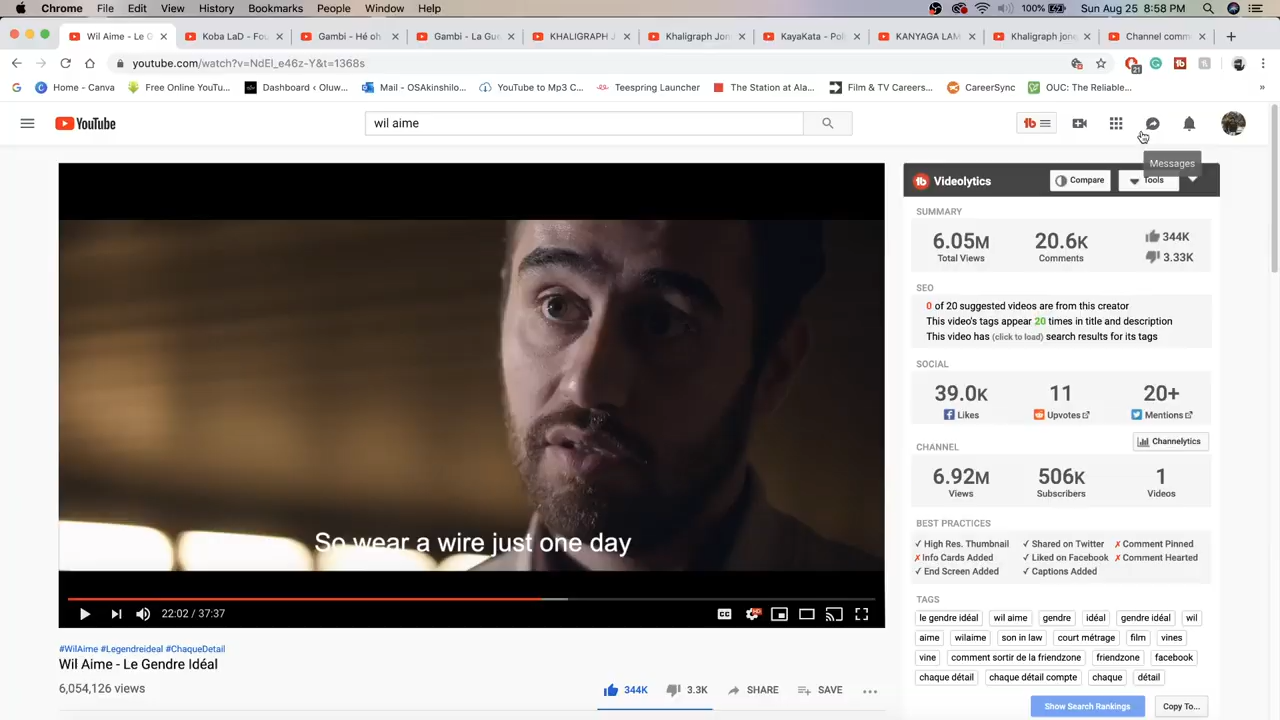 Chrome File Edit View History Bookmarks People Window Help 100% Sun Aug 25 8:58 PM
Wil Aime - Le G Koba LaD - Fou Gambi - Hé oh Gambi - La Gue KHALIGRAPH J Khaligraph Jon KayaKata - Pol KANYAGA LAM Khaligraph jone Channel comm
youtube.com/watch?v=NdEl_e46z-Y&t=1368s 21
Home - Canva Free Online YouTu... Dashboard ‹ Oluw... Mail - OSAkinshilo... YouTube to Mp3 C... Teespring Launcher The Station at Ala... Film & TV Careers... CareerSync OUC: The Reliable... »
YouTube wil aime
Messages
Videolytics Compare Tools
SUMMARY
6.05M 20.6K 344K
Total Views Comments 3.33K
SEO
0 of 20 suggested videos are from this creator
This video's tags appear 20 times in title and description
This video has (click to load) search results for its tags
SOCIAL
39.0K 11 20+
Likes Upvotes Mentions
CHANNEL Channelytics
6.92M 506K 1
Views Subscribers Videos
BEST PRACTICES
✓ High Res. Thumbnail ✓ Shared on Twitter ✗ Comment Pinned
✗ Info Cards Added ✓ Liked on Facebook ✗ Comment Hearted
✓ End Screen Added ✓ Captions Added
TAGS
le gendre idéal wil aime gendre idéal gendre idéal wil
aime wilaime son in law court métrage film vines
vine comment sortir de la friendzone friendzone facebook
chaque détail chaque détail compte chaque détail
Show Search Rankings Copy To...
So wear a wire just one day
22:02 / 37:37 CC HD
#WilAime #Legendreideal #ChaqueDetail
Wil Aime - Le Gendre Idéal
6,054,126 views 344K 3.3K SHARE SAVE